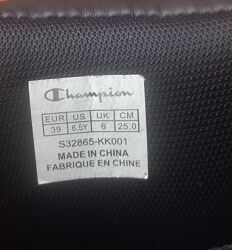 Champion
EUR US UK CM
39 6.5Y 6 25.0
S32865-KK001
MADE IN CHINA
FABRIQUE EN CHINE